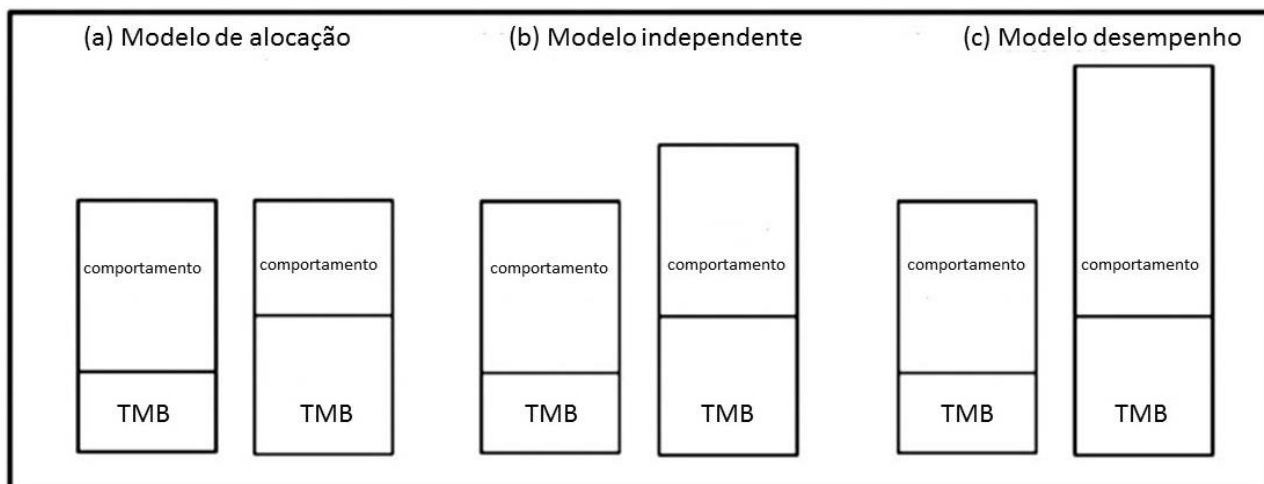 (a) Modelo de alocação
(b) Modelo independente
(c) Modelo desempenho
comportamento
comportamento
comportamento
comportamento
comportamento
comportamento
TMB
TMB
TMB
TMB
TMB
TMB